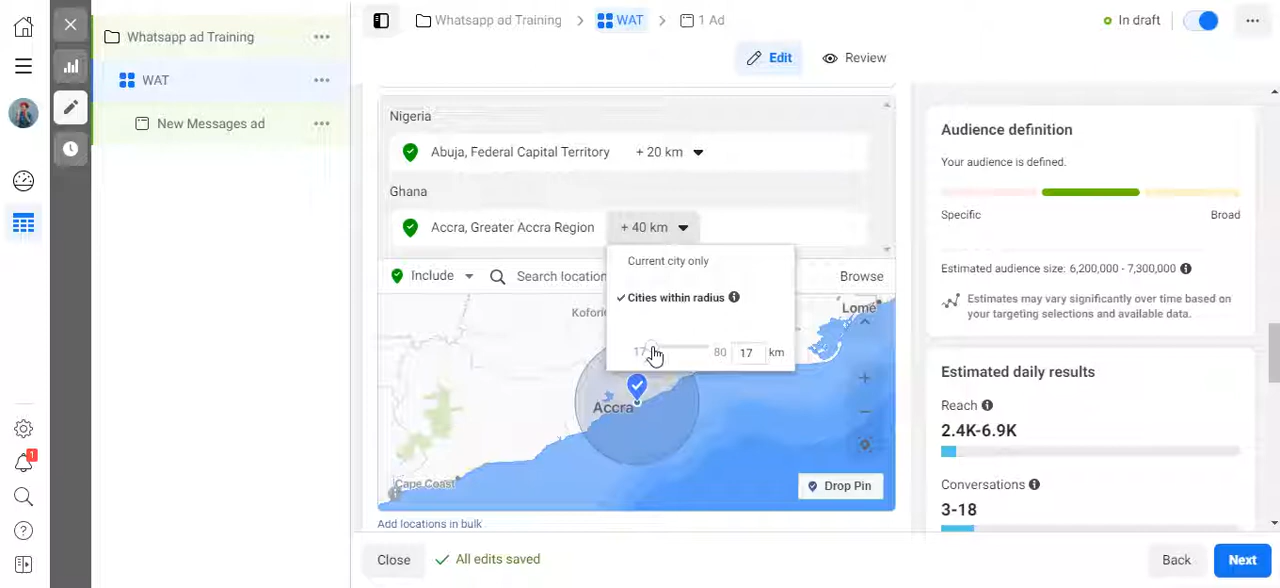 Whatsapp ad Training > WAT > 1 Ad
In draft
Whatsapp ad Training
WAT
New Messages ad
Edit
Review
Nigeria
Abuja, Federal Capital Territory + 20 km
Ghana
Accra, Greater Accra Region + 40 km
Current city only
Cities within radius
17 80 17 km
Include
Search location
Browse
Lomé
Accra
Cape Coast
Drop Pin
Add locations in bulk
Close
All edits saved
Back
Next
Audience definition
Your audience is defined.
Specific
Broad
Estimated audience size: 6,200,000 - 7,300,000
Estimates may vary significantly over time based on
your targeting selections and available data.
Estimated daily results
Reach
2.4K-6.9K
Conversations
3-18
1